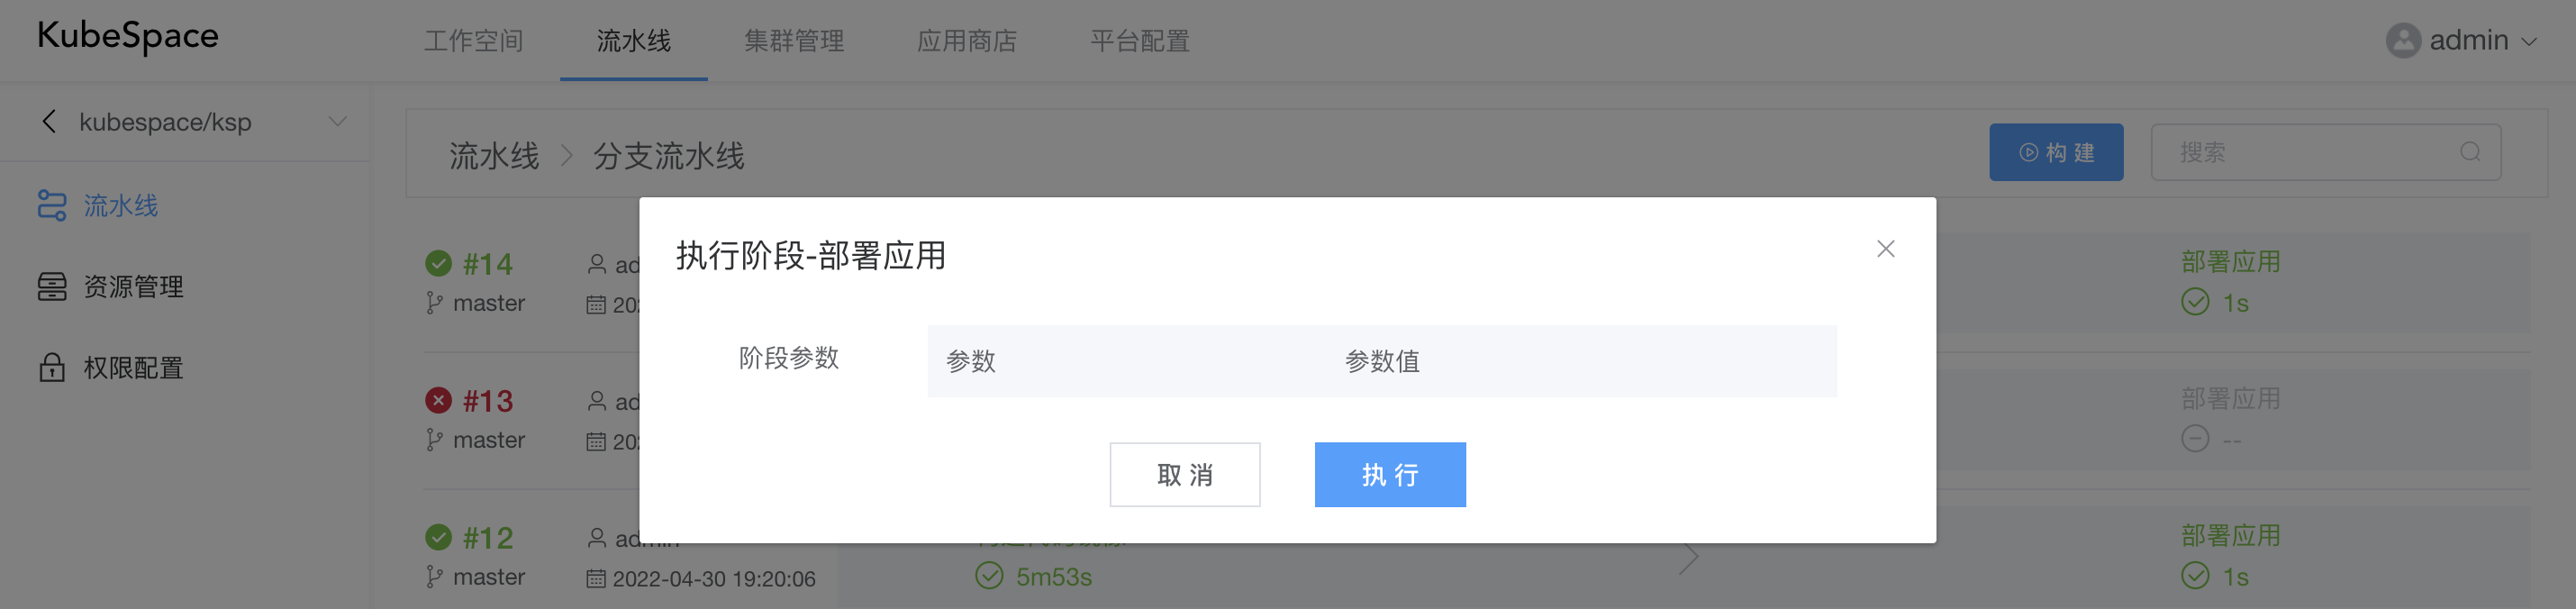 KubeSpace
工作空间 流水线 集群管理 应用商店 平台配置 admin
kubespace/ksp
流水线 > 分支流水线 构 建 搜索
流水线
资源管理
权限配置
执行阶段-部署应用
阶段参数 参数 参数值
取 消 执 行
#14 ad 部署应用
master 202 1s
#13 ad 部署应用
master 202 --
#12 admin 部署应用
master 2022-04-30 19:20:06 5m53s 1s